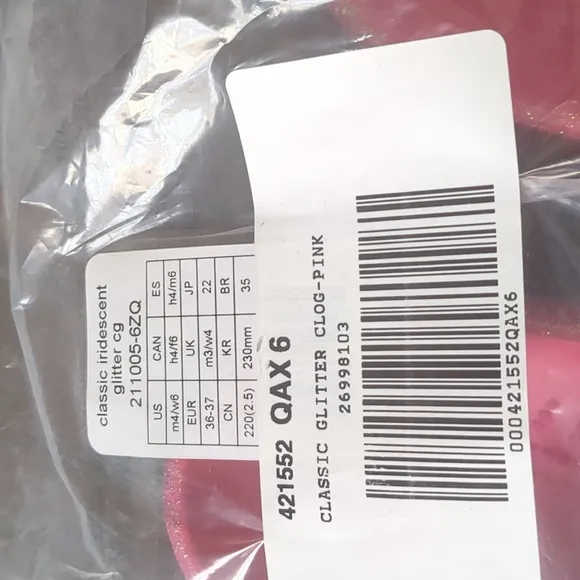 classic iridescent
glitter cg
211005-6ZQ
US CAN ES
m4/w6 h4/f6 h4/m6
EUR UK JP
36-37 m3/w4 22
CN KR BR
220(2.5) 230mm 35
421552 QAX 6
CLASSIC GLITTER CLOG-PINK
26998103
000421552QAX6